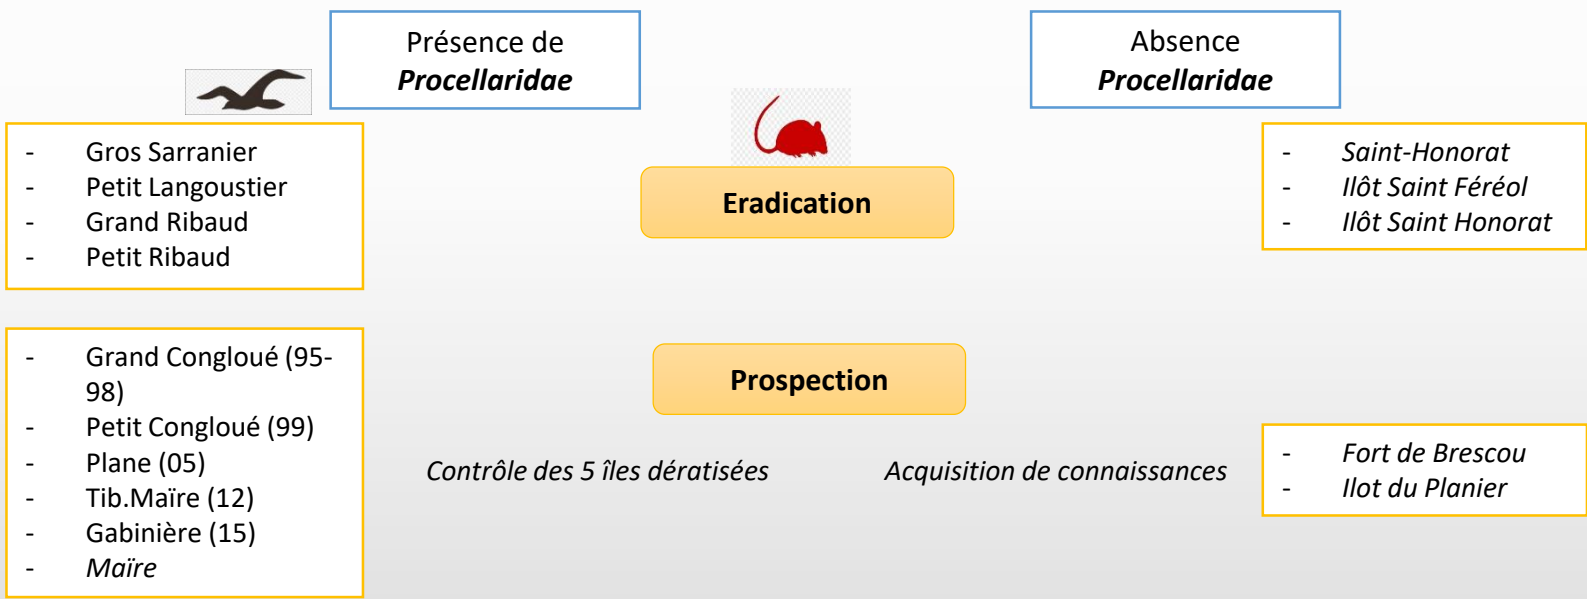 Présence de
Procellaridae
Absence
Procellaridae
- Gros Sarranier
- Petit Langoustier
- Grand Ribaud
- Petit Ribaud
Eradication
- Saint-Honorat
- Ilôt Saint Féréol
- Ilôt Saint Honorat
- Grand Congloué (95-
98)
- Petit Congloué (99)
- Plane (05)
- Tib.Maïre (12)
- Gabinière (15)
- Maïre
Prospection
Contrôle des 5 îles dératisées
Acquisition de connaissances
- Fort de Brescou
- Ilot du Planier